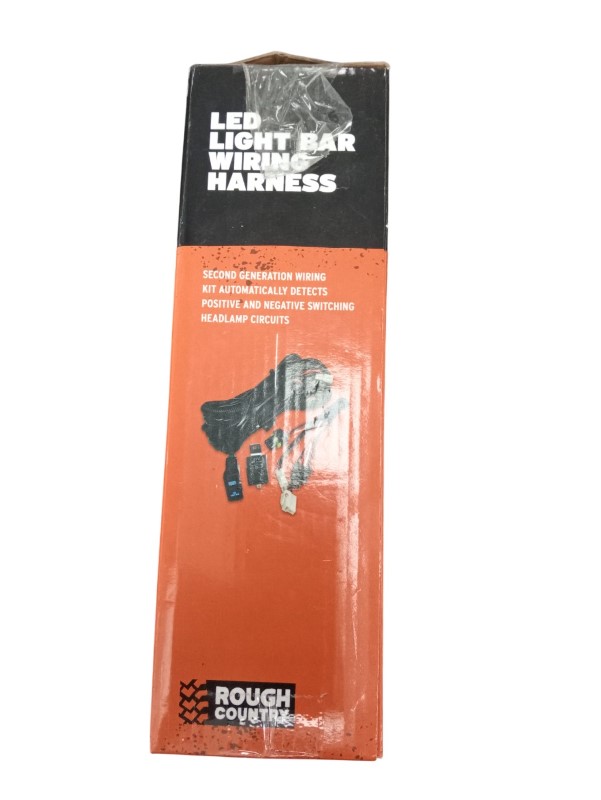 LED
LIGHT BAR
WIRING
HARNESS
SECOND GENERATION WIRING
KIT AUTOMATICALLY DETECTS
POSITIVE AND NEGATIVE SWITCHING
HEADLAMP CIRCUITS
ROUGH
COUNTRY